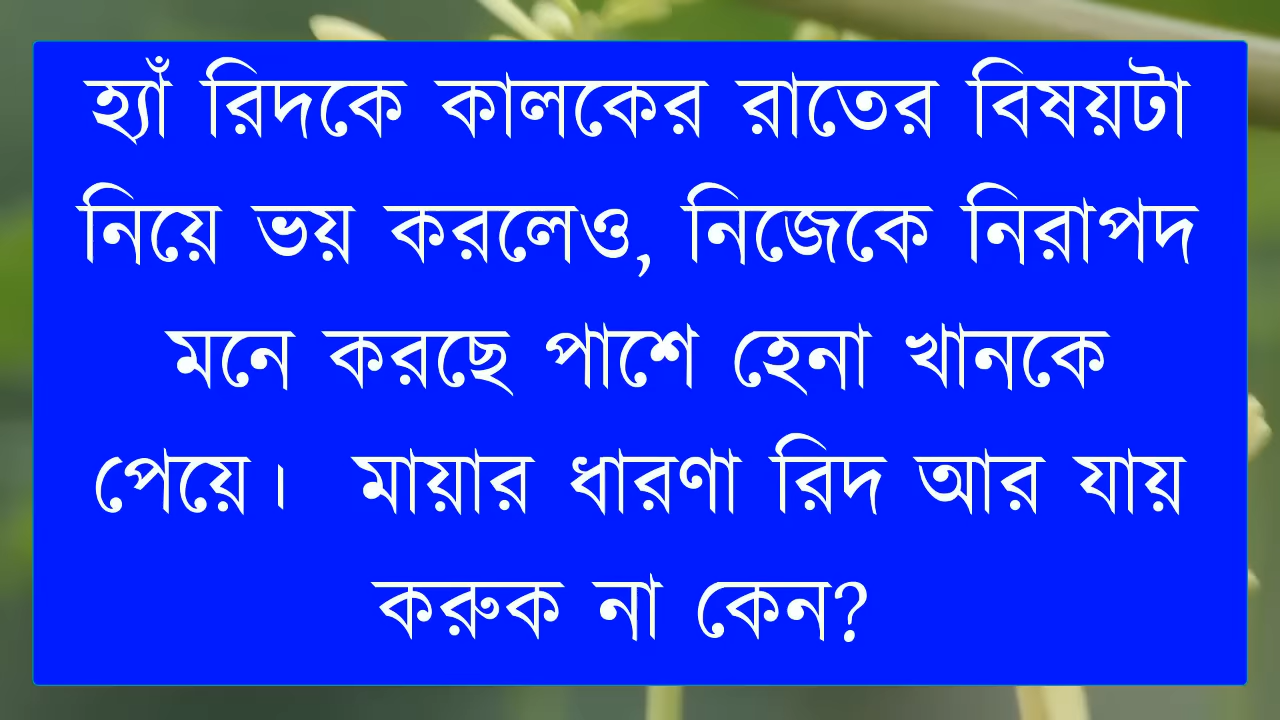 হ্যাঁ রিদকে কালকের রাতের বিষয়টা
নিয়ে ভয় করলেও, নিজেকে নিরাপদ
মনে করছে পাশে হেনা খানকে
পেয়ে। মায়ার ধারণা রিদ আর যায়
করুক না কেন?